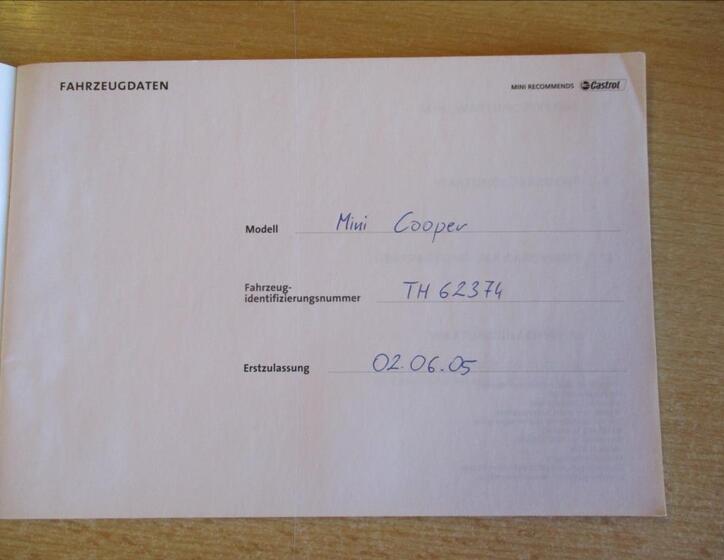 FAHRZEUGDATEN
MINI RECOMMENDS Castrol
Modell Mini Cooper
Fahrzeug-
identifizierungsnummer TH 62374
Erstzulassung 02.06.05